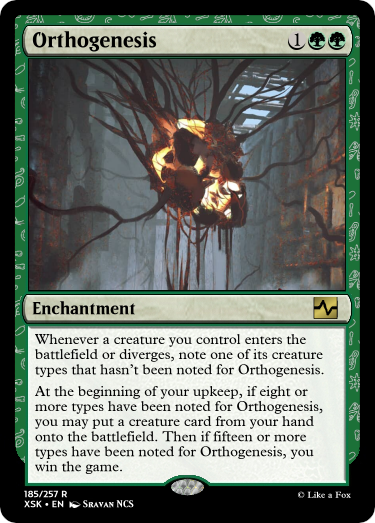 Orthogenesis 1
Enchantment
Whenever a creature you control enters the
battlefield or diverges, note one of its creature
types that hasn't been noted for Orthogenesis.
At the beginning of your upkeep, if eight or
more types have been noted for Orthogenesis,
you may put a creature card from your hand
onto the battlefield. Then if fifteen or more
types have been noted for Orthogenesis, you
win the game.
185/257 R
XSK • EN Sravan NCS © Like a Fox